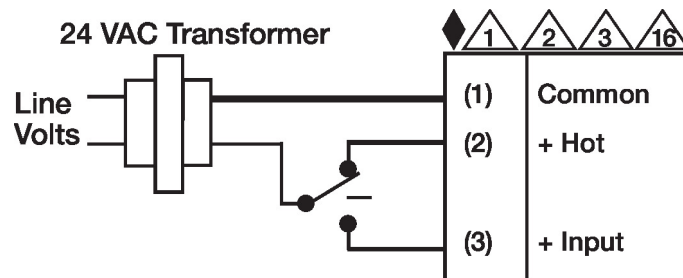 24 VAC Transformer
1 2 3 16
Line
Volts
(1) Common
(2) + Hot
(3) + Input